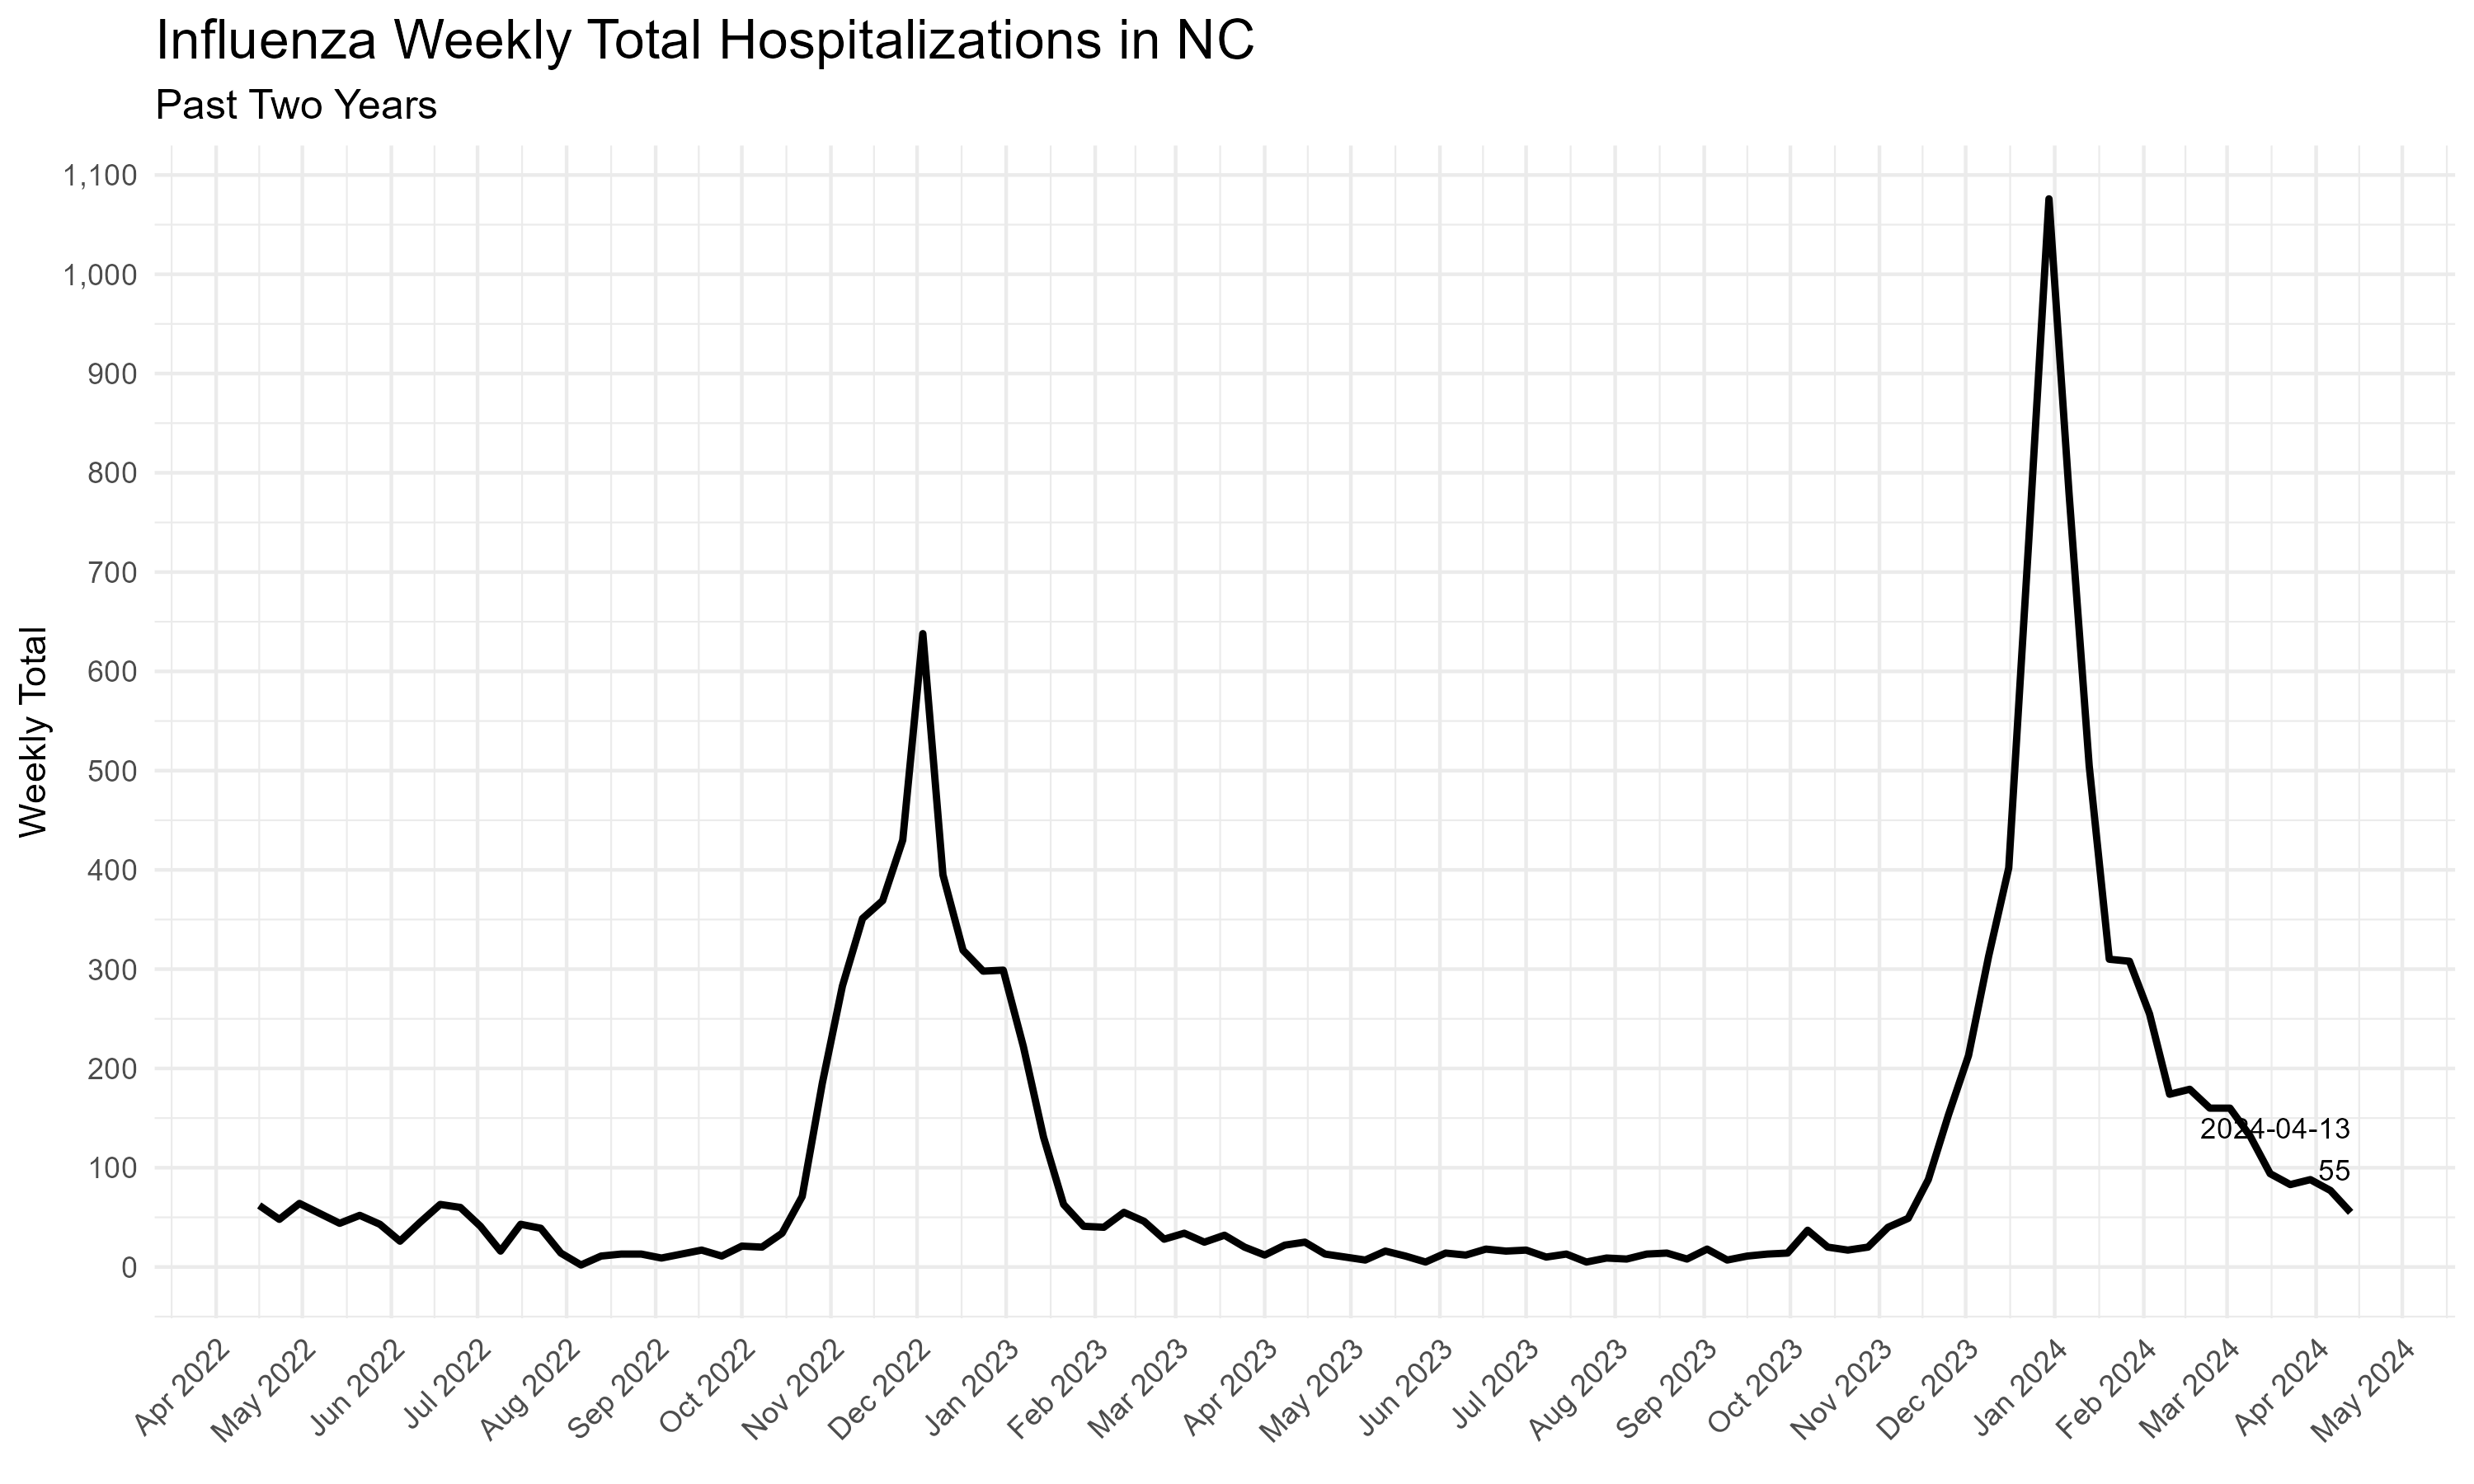 Influenza Weekly Total Hospitalizations in NC
Past Two Years
Weekly Total
1,100
1,000
900
800
700
600
500
400
300
200
100
0
2024-04-13
55
Apr 2022
May 2022
Jun 2022
Jul 2022
Aug 2022
Sep 2022
Oct 2022
Nov 2022
Dec 2022
Jan 2023
Feb 2023
Mar 2023
Apr 2023
May 2023
Jun 2023
Jul 2023
Aug 2023
Sep 2023
Oct 2023
Nov 2023
Dec 2023
Jan 2024
Feb 2024
Mar 2024
Apr 2024
May 2024